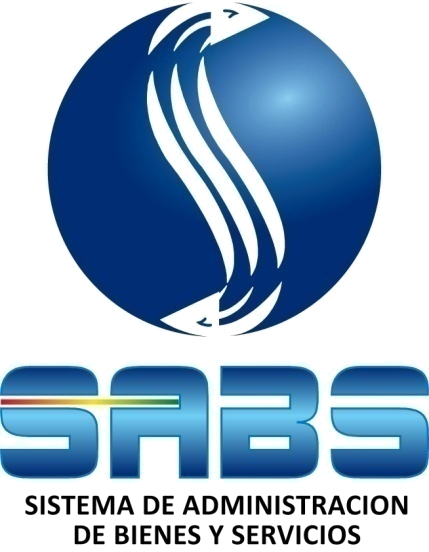 SABS
SISTEMA DE ADMINISTRACION
DE BIENES Y SERVICIOS